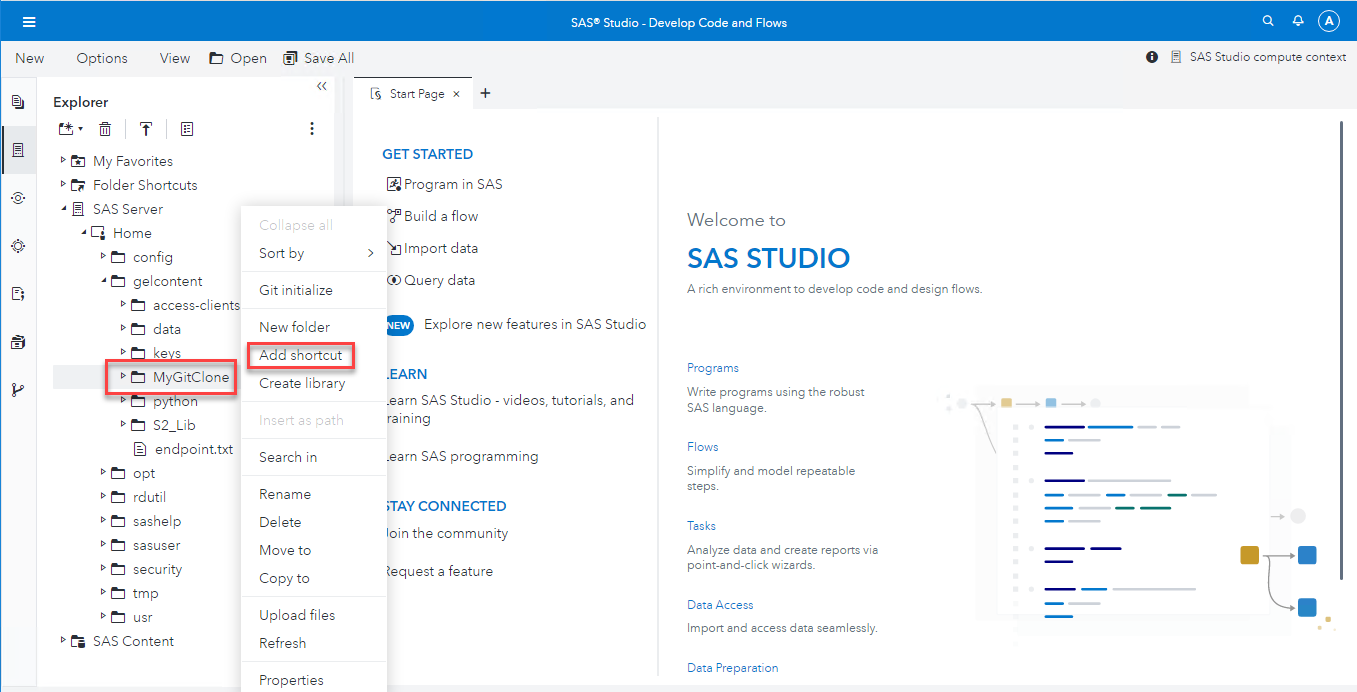 SAS® Studio - Develop Code and Flows
A
New
Options
View
Open
Save All
SAS Studio compute context
Explorer
My Favorites
Folder Shortcuts
SAS Server
Home
config
gelcontent
access-clients
data
keys
MyGitClone
python
S2_Lib
endpoint.txt
opt
rdutil
sashelp
sasuser
security
tmp
usr
SAS Content
Collapse all
Sort by
Git initialize
New folder
Add shortcut
Create library
Insert as path
Search in
Rename
Delete
Move to
Copy to
Upload files
Refresh
Properties
Start Page
GET STARTED
Program in SAS
Build a flow
Import data
Query data
NEW
Explore new features in SAS Studio
LEARN
Learn SAS Studio - videos, tutorials, and
training
Learn SAS programming
STAY CONNECTED
Join the community
Request a feature
Welcome to
SAS STUDIO
A rich environment to develop code and design flows.
Programs
Write programs using the robust
SAS language.
Flows
Simplify and model repeatable
steps.
Tasks
Analyze data and create reports via
point-and-click wizards.
Data Access
Import and access data seamlessly.
Data Preparation